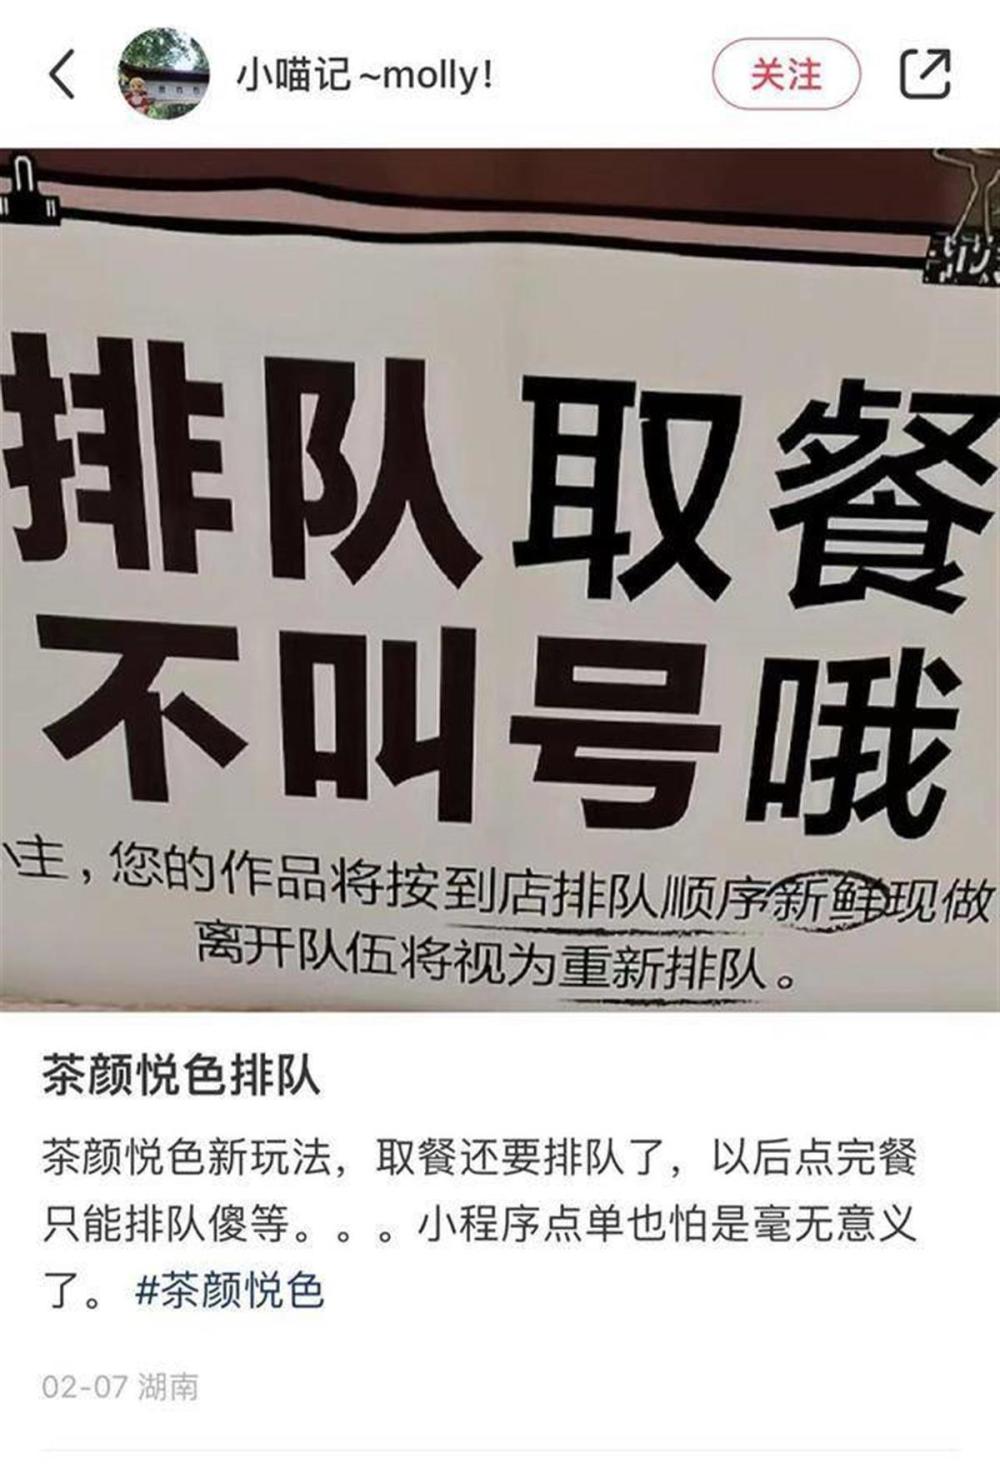 小喵记~molly!
关注
排队取餐
不叫号哦
小主，您的作品将按到店排队顺序新鲜现做
离开队伍将视为重新排队。
茶颜悦色排队
茶颜悦色新玩法，取餐还要排队了，以后点完餐
只能排队傻等。。。小程序点单也怕是毫无意义
了。 #茶颜悦色
02-07 湖南